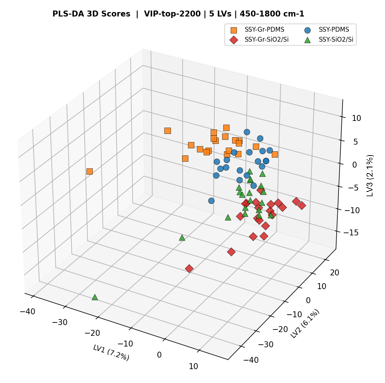 PLS-DA 3D Scores | VIP-top-2200 | 5 LVs | 450-1800 cm-1
SSY-Gr-PDMS
SSY-PDMS
SSY-Gr-SiO2/Si
SSY-SiO2/Si
10
5
0
−5
−10
−15
LV3 (2.1%)
−40
−30
−20
−10
0
10
LV1 (7.2%)
−40
−30
−20
−10
0
10
20
LV2 (6.1%)